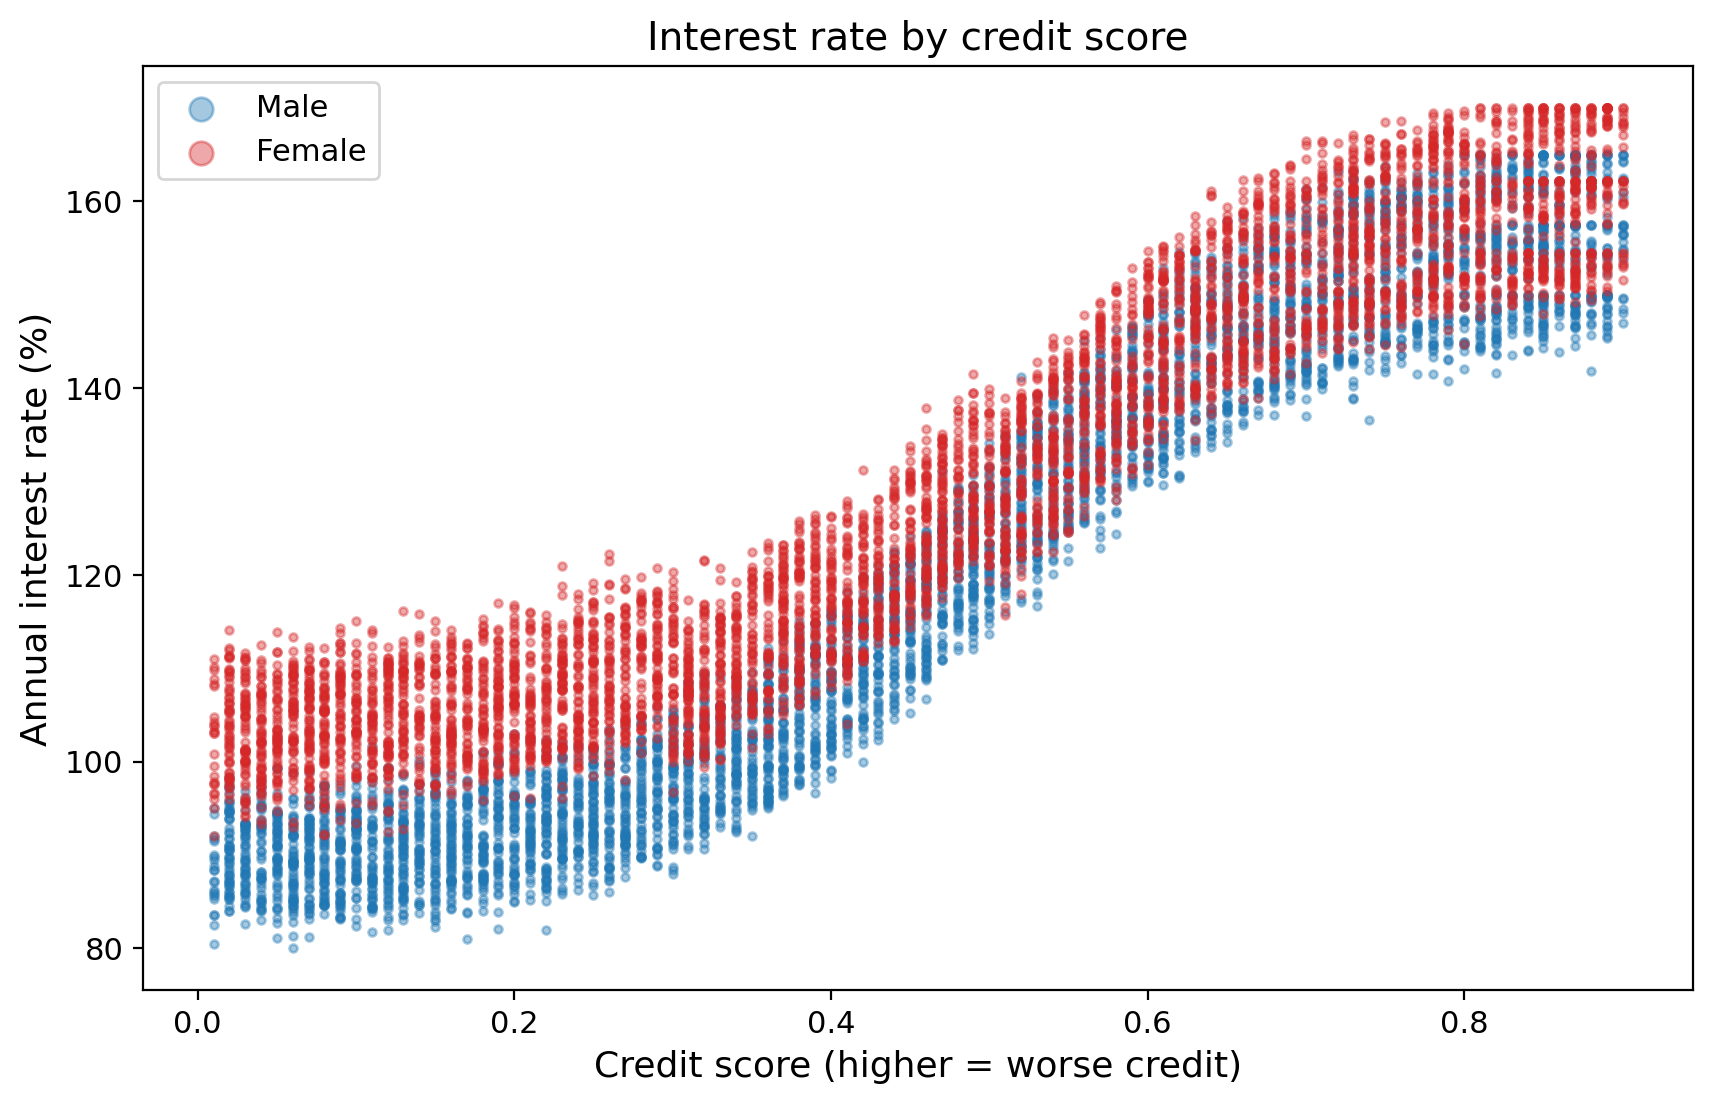 Interest rate by credit score
Male
Female
Annual interest rate (%)
160
140
120
100
80
0.0 0.2 0.4 0.6 0.8
Credit score (higher = worse credit)